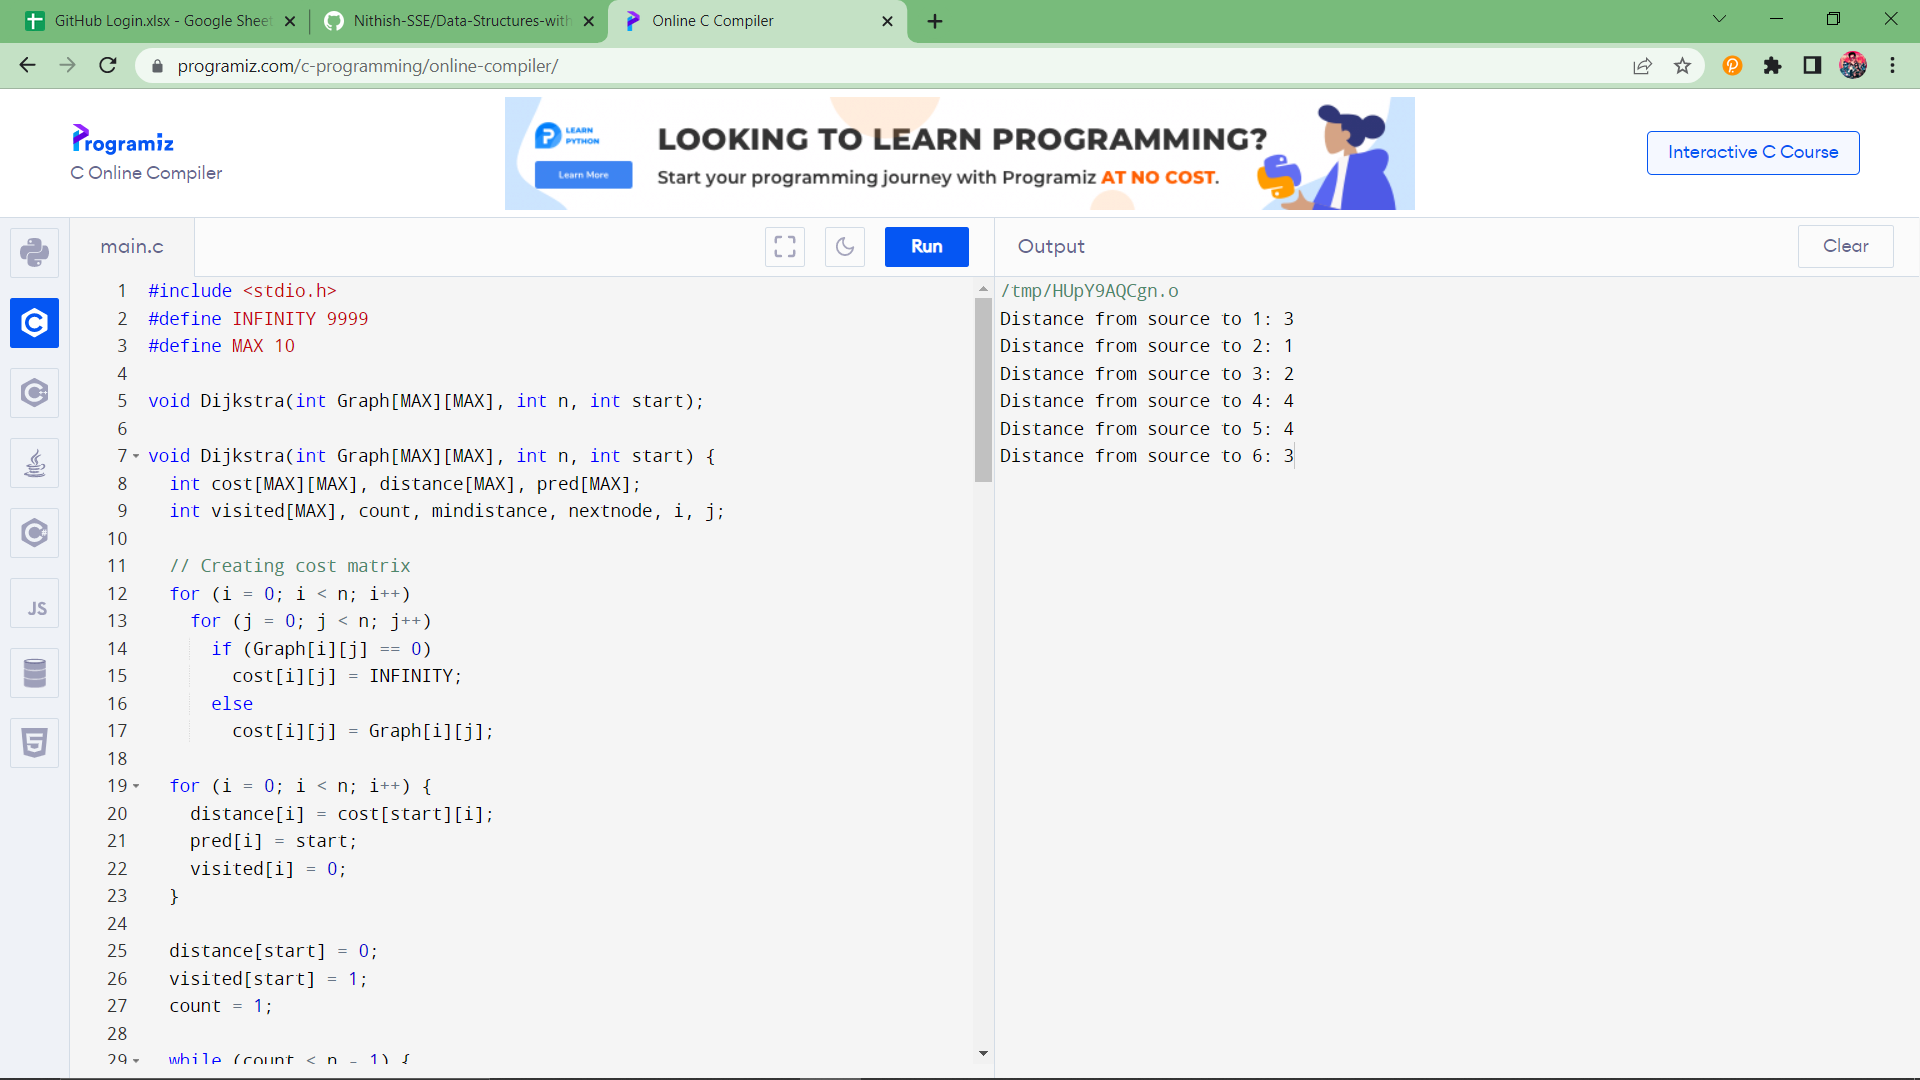 GitHub Login.xlsx - Google Sheet
Nithish-SSE/Data-Structures-with
Online C Compiler
programiz.com/c-programming/online-compiler/
Programiz
C Online Compiler
LEARN
PYTHON
Learn More
LOOKING TO LEARN PROGRAMMING?
Start your programming journey with Programiz AT NO COST.
Interactive C Course
main.c
Run
Output
Clear
1 #include <stdio.h>
2 #define INFINITY 9999
3 #define MAX 10
4
5 void Dijkstra(int Graph[MAX][MAX], int n, int start);
6
7 void Dijkstra(int Graph[MAX][MAX], int n, int start) {
8 int cost[MAX][MAX], distance[MAX], pred[MAX];
9 int visited[MAX], count, mindistance, nextnode, i, j;
10
11 // Creating cost matrix
12 for (i = 0; i < n; i++)
13 for (j = 0; j < n; j++)
14 if (Graph[i][j] == 0)
15 cost[i][j] = INFINITY;
16 else
17 cost[i][j] = Graph[i][j];
18
19 for (i = 0; i < n; i++) {
20 distance[i] = cost[start][i];
21 pred[i] = start;
22 visited[i] = 0;
23 }
24
25 distance[start] = 0;
26 visited[start] = 1;
27 count = 1;
28
29 while (count < n - 1) {
/tmp/HUpY9AQCgn.o
Distance from source to 1: 3
Distance from source to 2: 1
Distance from source to 3: 2
Distance from source to 4: 4
Distance from source to 5: 4
Distance from source to 6: 3
JS